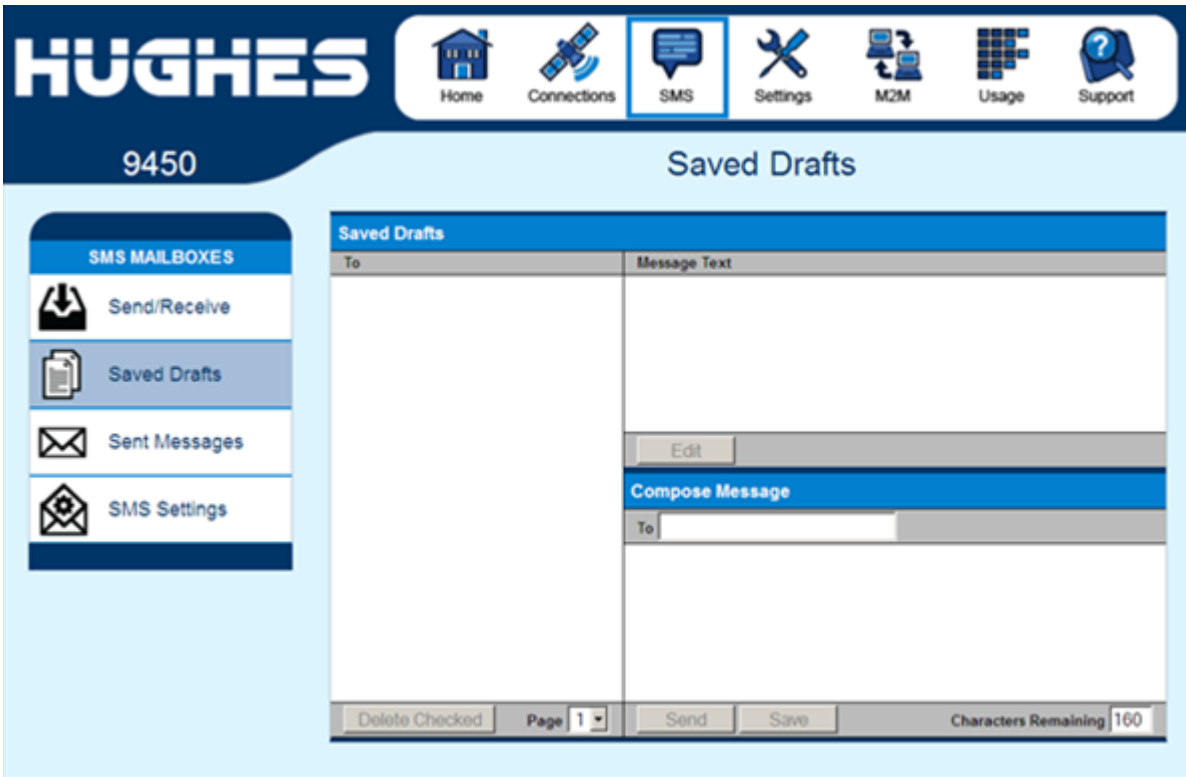 HUGHES
Home Connections SMS Settings M2M Usage Support
9450
Saved Drafts
SMS MAILBOXES
Send/Receive
Saved Drafts
Sent Messages
SMS Settings
Saved Drafts
To Message Text
Edit
Compose Message
To
Delete Checked Page 1 Send Save Characters Remaining 160